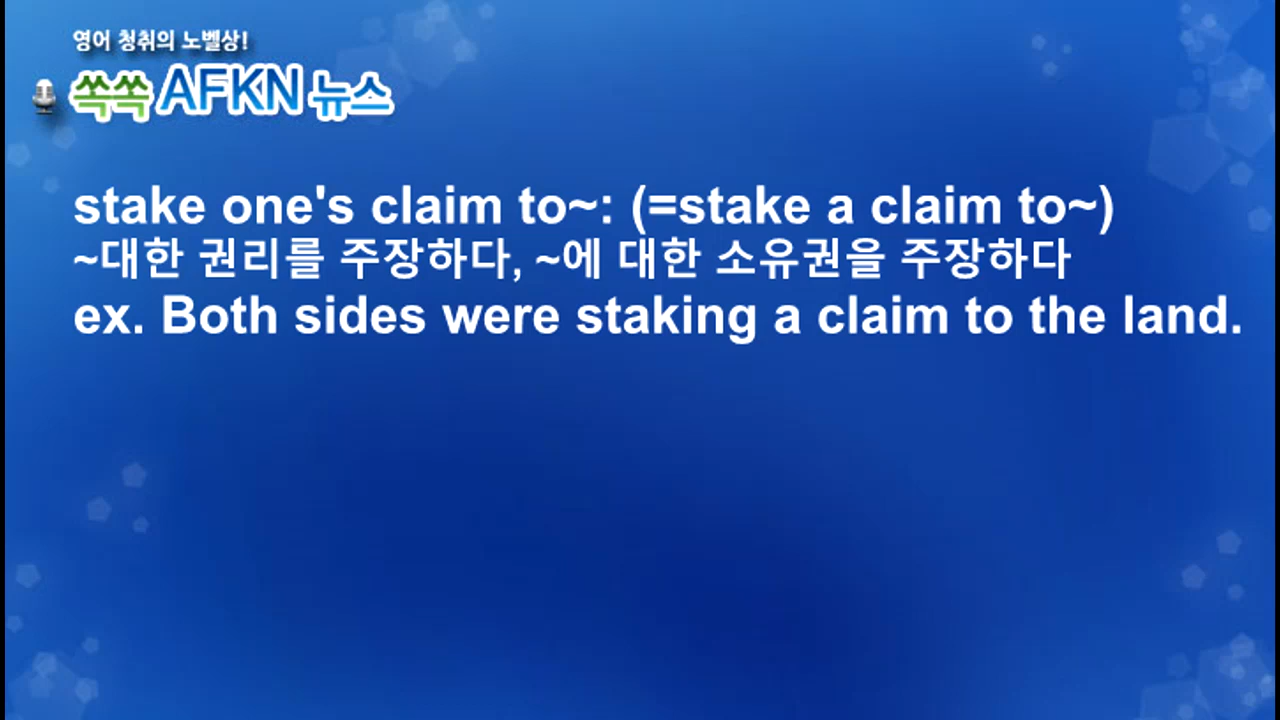 영어 청취의 노벨상!
쏙쏙 AFKN 뉴스
stake one's claim to~: (=stake a claim to~)
~대한 권리를 주장하다, ~에 대한 소유권을 주장하다
ex. Both sides were staking a claim to the land.